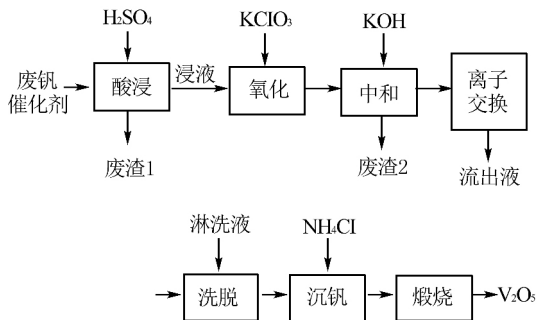 H₂SO₄
KClO₃
KOH
废钒
催化剂
酸浸
浸液
氧化
中和
离子
交换
废渣1
废渣2
流出液
淋洗液
NH₄Cl
洗脱
沉钒
煅烧
V₂O₅